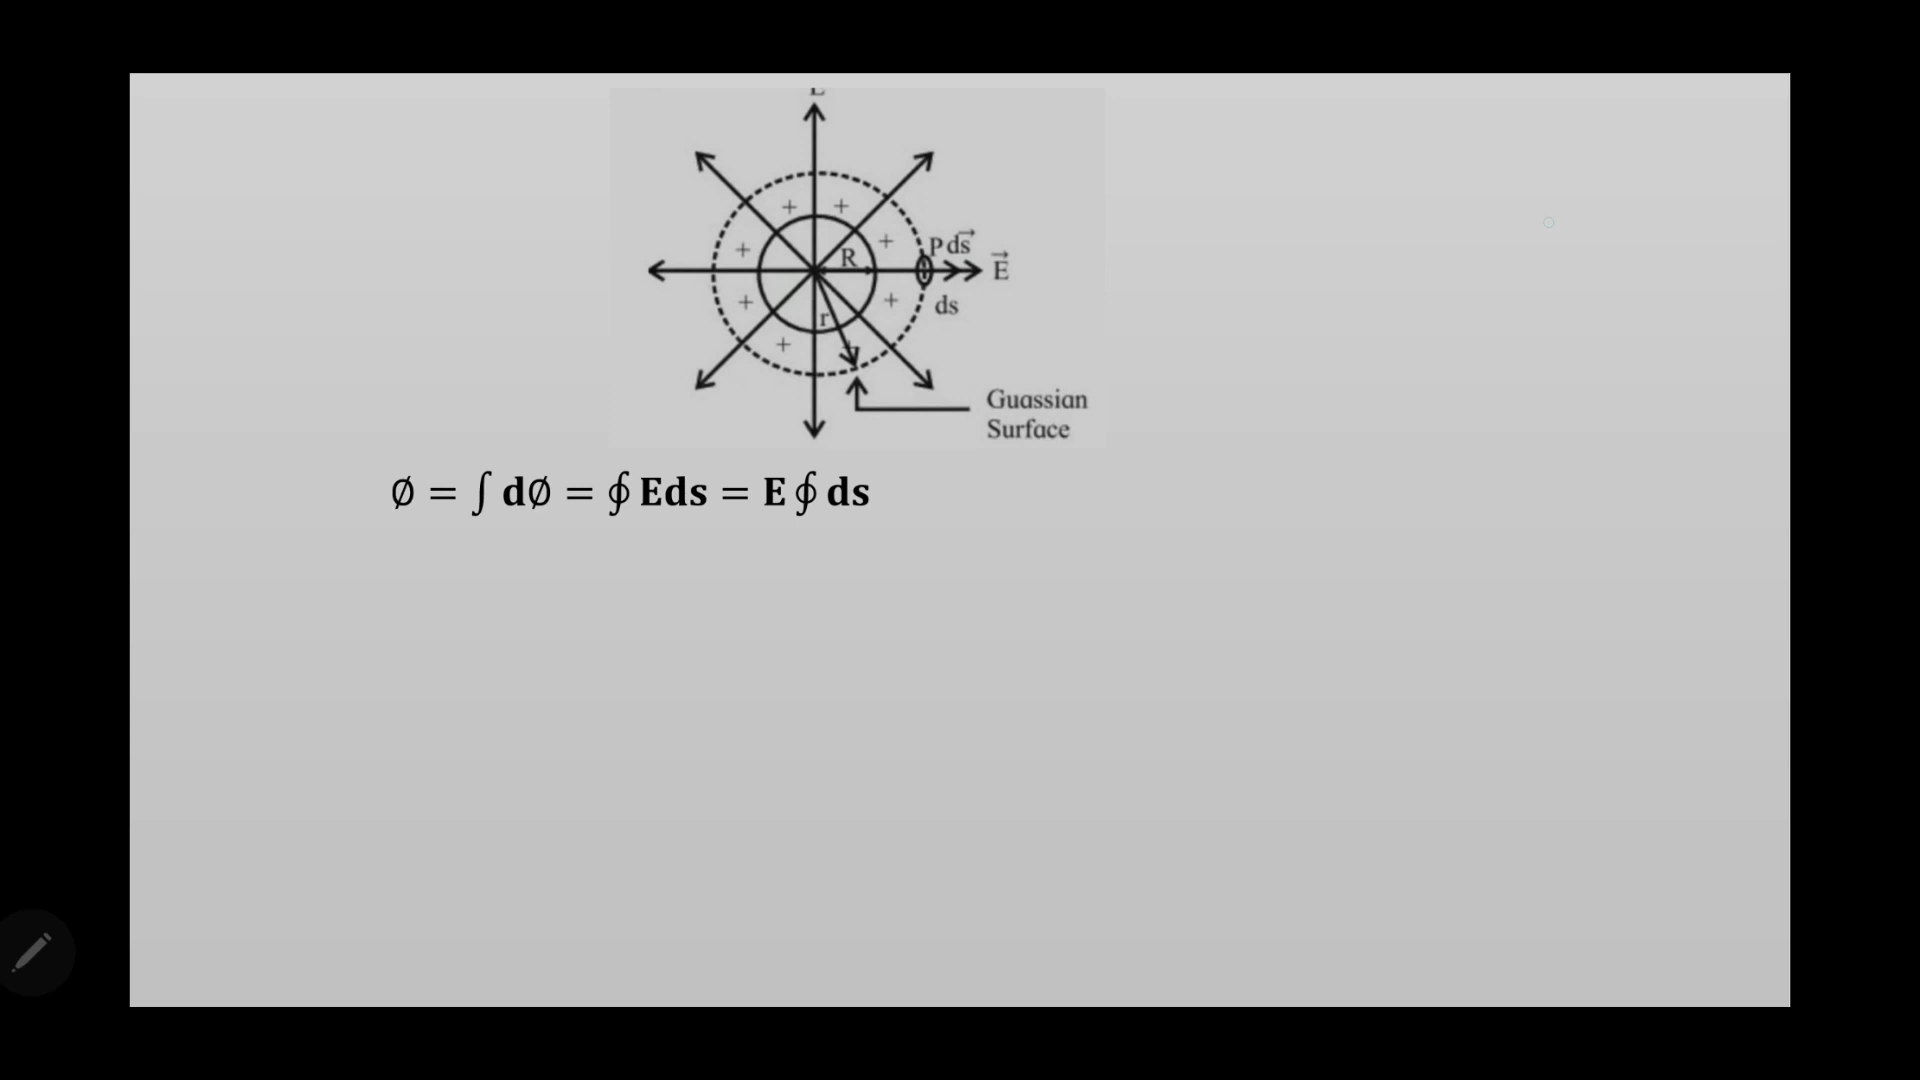 E
+ +
+ +
R
P ds⃗
E⃗
+ +
ds
r
+ +
Guassian
Surface
∅ = ∫ d∅ = ∮ Eds = E ∮ ds